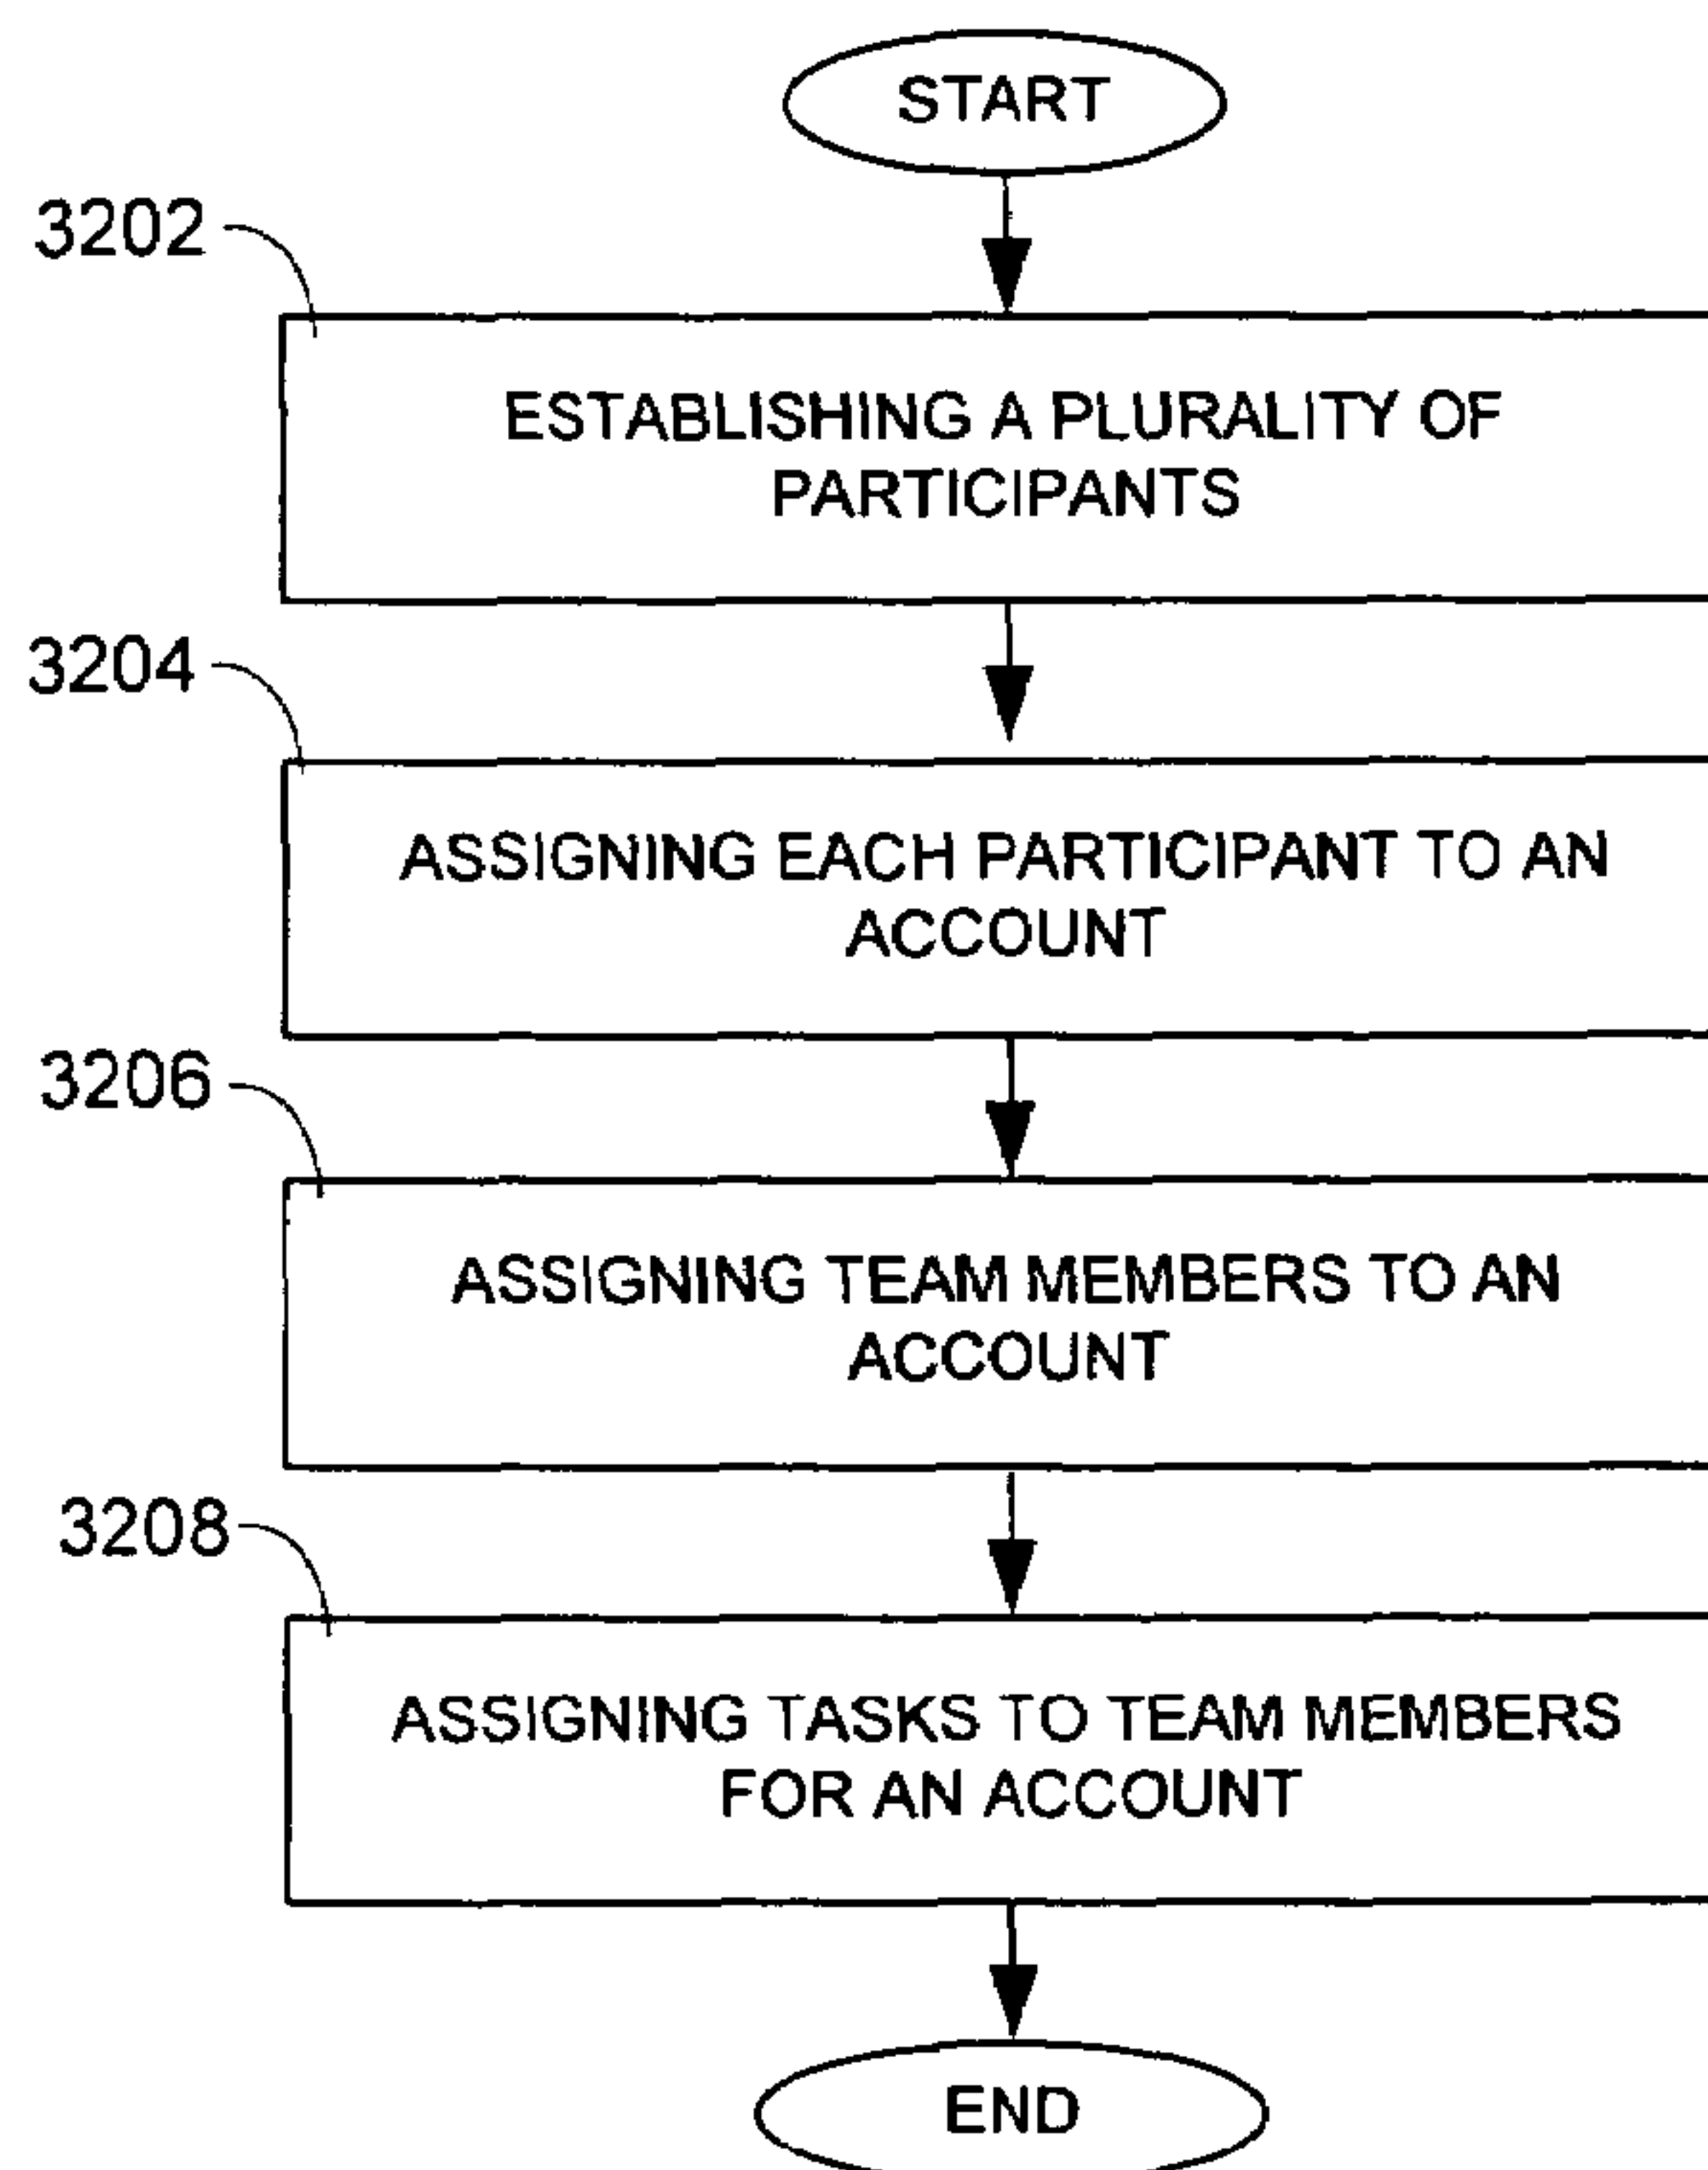 START
3202
ESTABLISHING A PLURALITY OF
PARTICIPANTS
3204
ASSIGNING EACH PARTICIPANT TO AN
ACCOUNT
3206
ASSIGNING TEAM MEMBERS TO AN
ACCOUNT
3208
ASSIGNING TASKS TO TEAM MEMBERS
FOR AN ACCOUNT
END